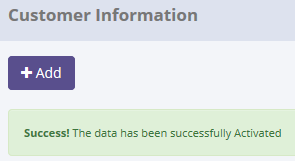 Customer Information
+ Add
Success! The data has been successfully Activated